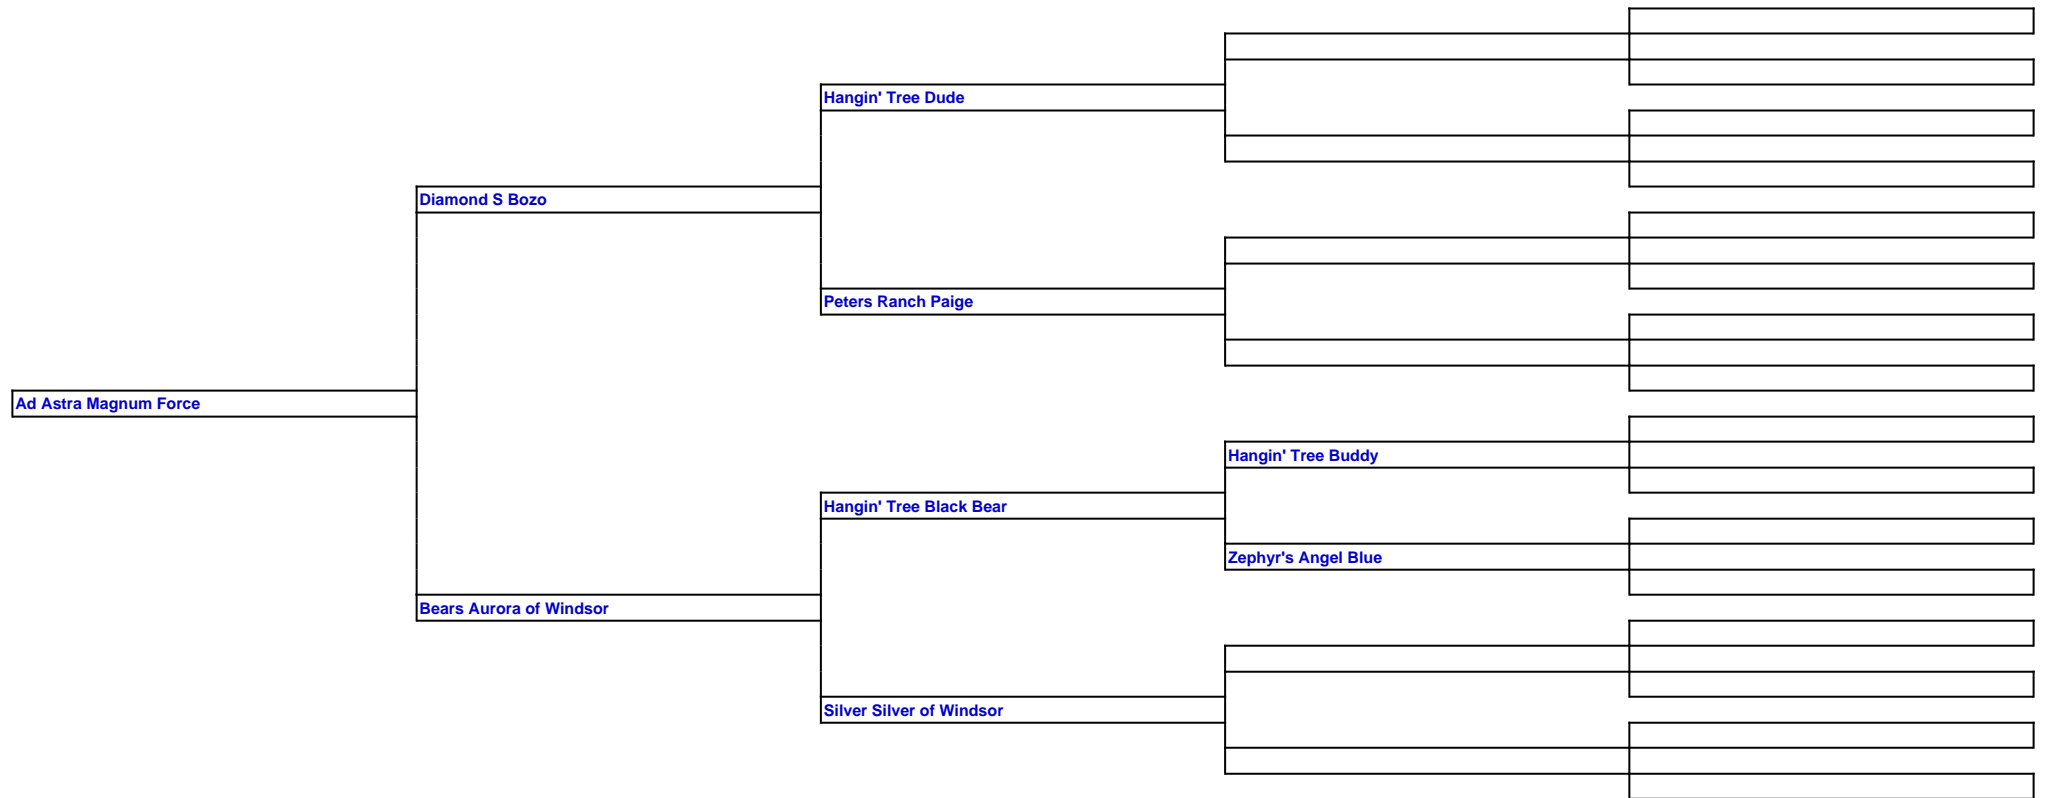 Hangin' Tree Dude
Diamond S Bozo
Peters Ranch Paige
Ad Astra Magnum Force
Hangin' Tree Buddy
Hangin' Tree Black Bear
Zephyr's Angel Blue
Bears Aurora of Windsor
Silver Silver of Windsor